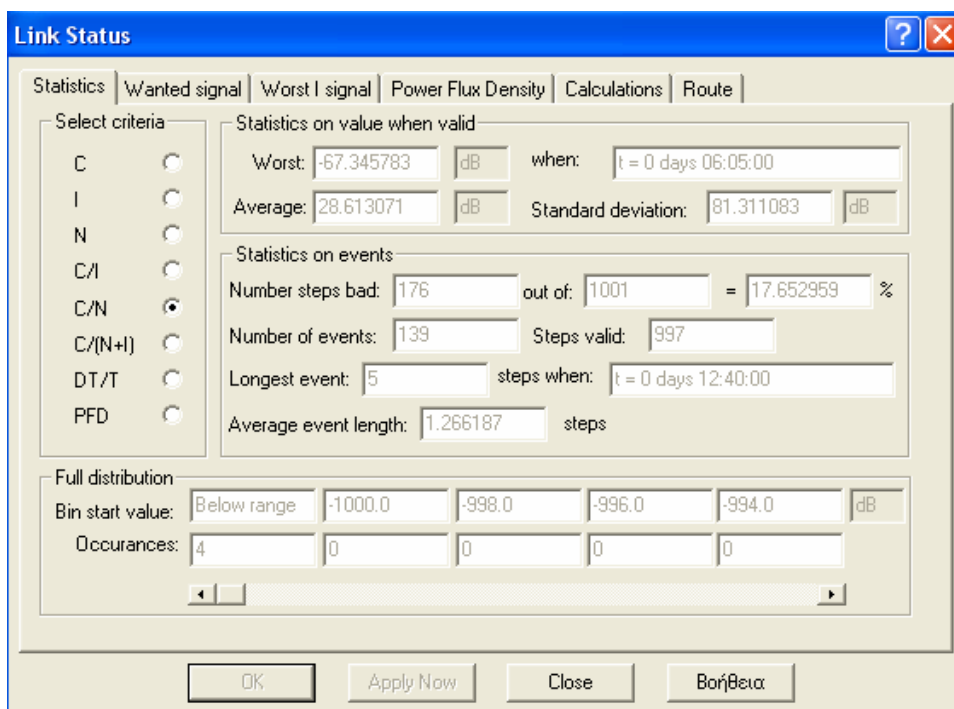 Link Status
Statistics Wanted signal Worst I signal Power Flux Density Calculations Route
Select criteria
C
I
N
C/I
C/N
C/(N+I)
DT/T
PFD
Statistics on value when valid
Worst: -67.345783 dB when: t = 0 days 06:05:00
Average: 28.613071 dB Standard deviation: 81.311083 dB
Statistics on events
Number steps bad: 176 out of: 1001 = 17.652959 %
Number of events: 139 Steps valid: 997
Longest event: 5 steps when: t = 0 days 12:40:00
Average event length: 1.266187 steps
Full distribution
Bin start value: Below range -1000.0 -998.0 -996.0 -994.0 dB
Occurances: 4 0 0 0 0
OK Apply Now Close Βοήθεια